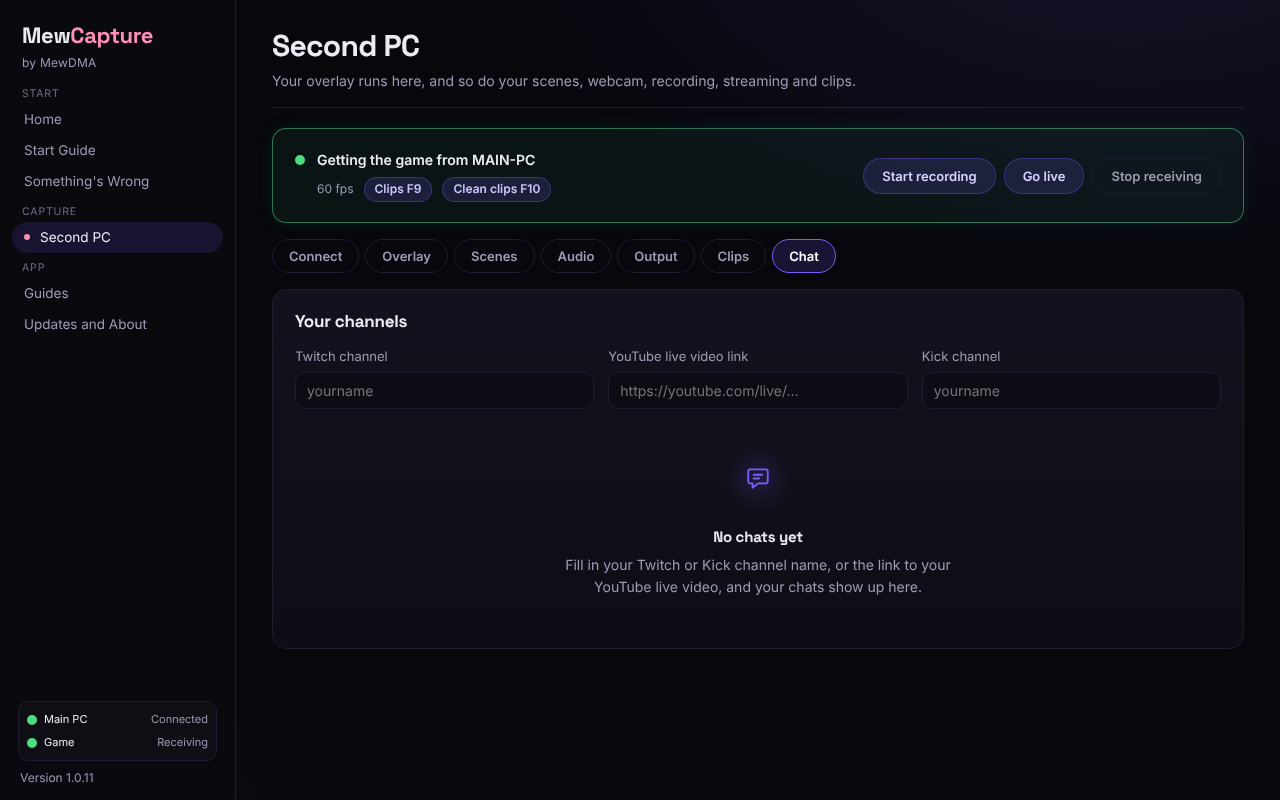 MewCapture
by MewDMA
START
Home
Start Guide
Something's Wrong
CAPTURE
Second PC
APP
Guides
Updates and About
Main PC Connected
Game Receiving
Version 1.0.11
Second PC
Your overlay runs here, and so do your scenes, webcam, recording, streaming and clips.
Getting the game from MAIN-PC
60 fps Clips F9 Clean clips F10
Start recording Go live Stop receiving
Connect Overlay Scenes Audio Output Clips Chat
Your channels
Twitch channel YouTube live video link Kick channel
yourname https://youtube.com/live/... yourname
No chats yet
Fill in your Twitch or Kick channel name, or the link to your
YouTube live video, and your chats show up here.